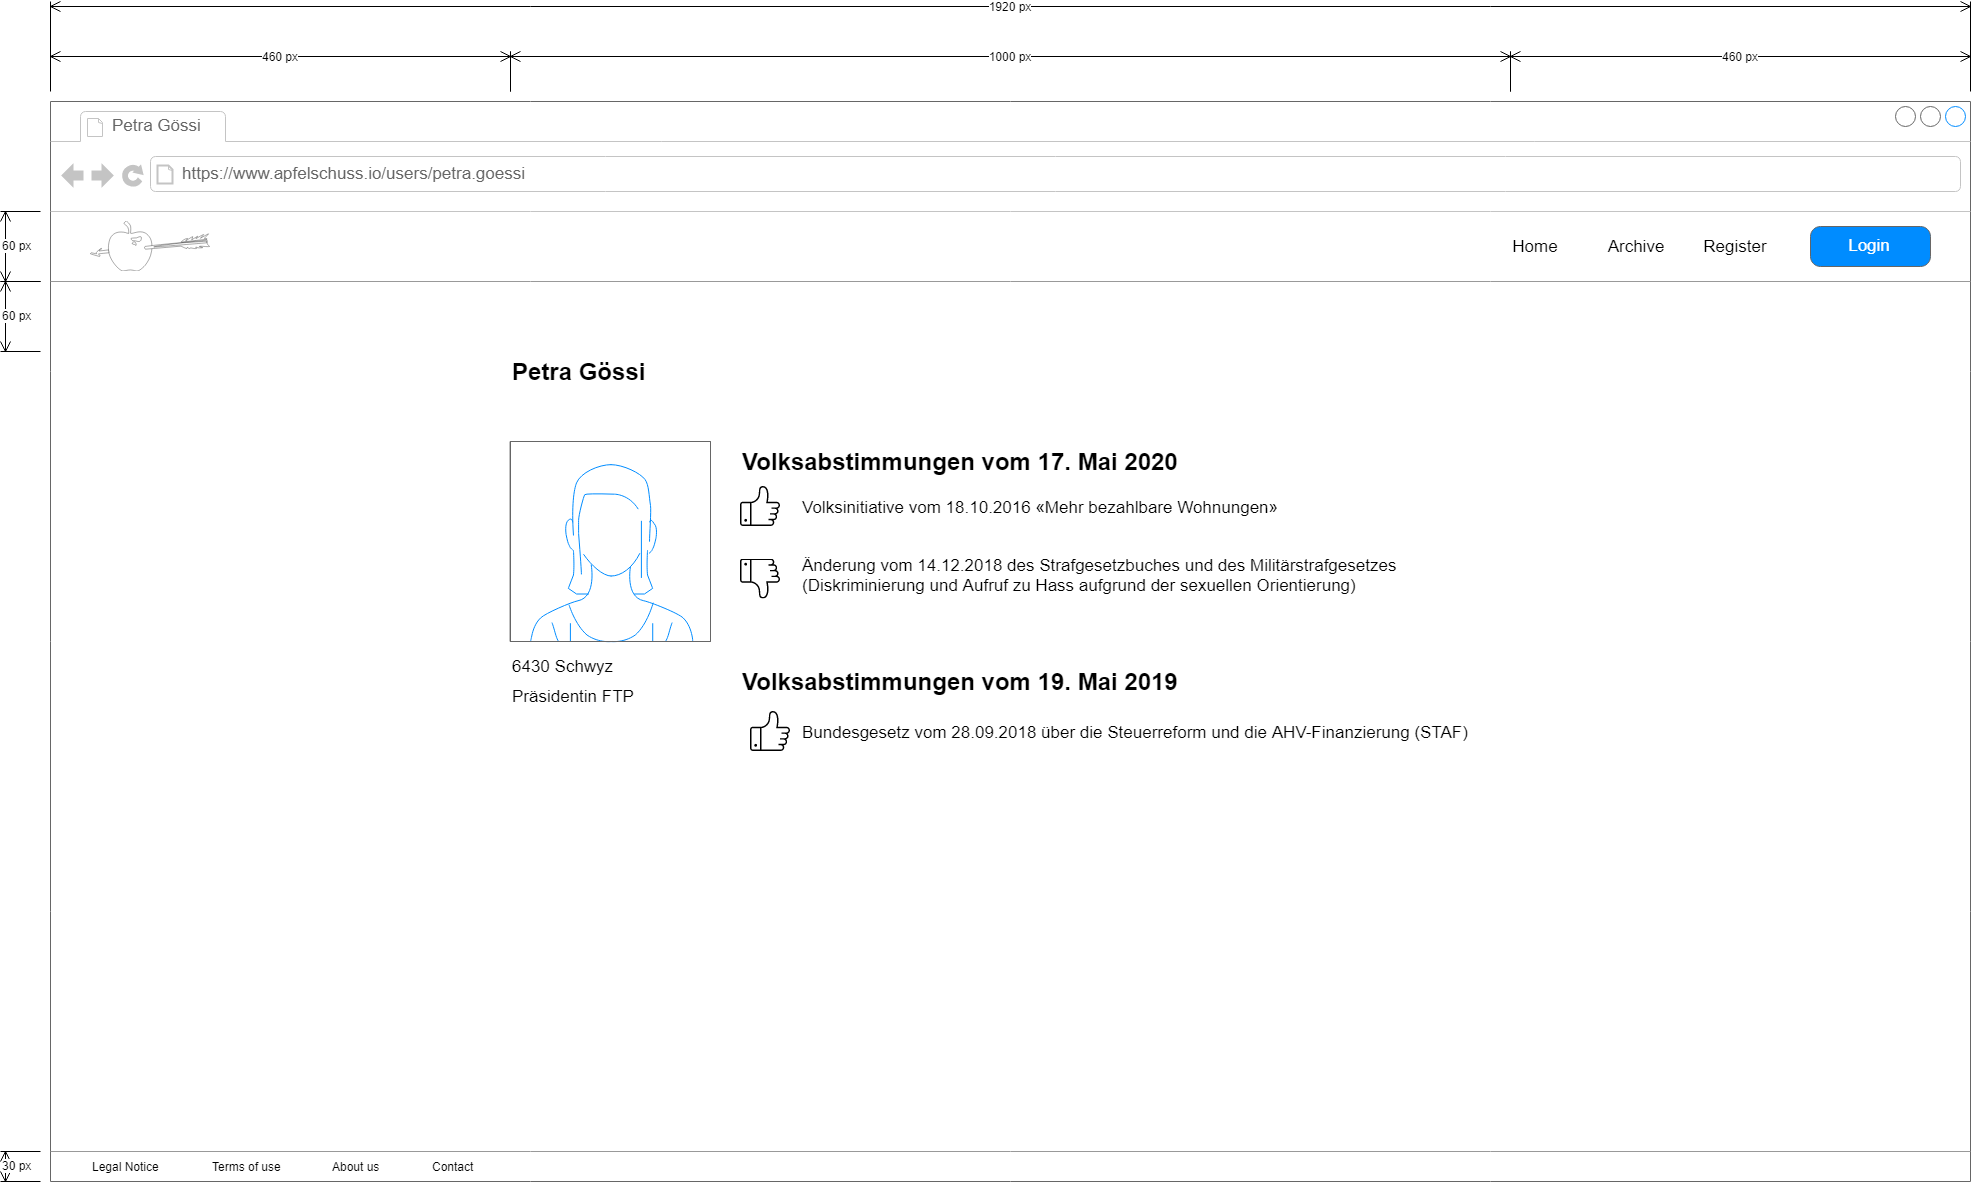 1920 px
460 px
1000 px
460 px
Petra Gössi
https://www.apfelschuss.io/users/petra.goessi
60 px
Home
Archive
Register
Login
60 px
Petra Gössi
Volksabstimmungen vom 17. Mai 2020
Volksinitiative vom 18.10.2016 «Mehr bezahlbare Wohnungen»
Änderung vom 14.12.2018 des Strafgesetzbuches und des Militärstrafgesetzes
(Diskriminierung und Aufruf zu Hass aufgrund der sexuellen Orientierung)
6430 Schwyz
Präsidentin FTP
Volksabstimmungen vom 19. Mai 2019
Bundesgesetz vom 28.09.2018 über die Steuerreform und die AHV-Finanzierung (STAF)
30 px
Legal Notice
Terms of use
About us
Contact